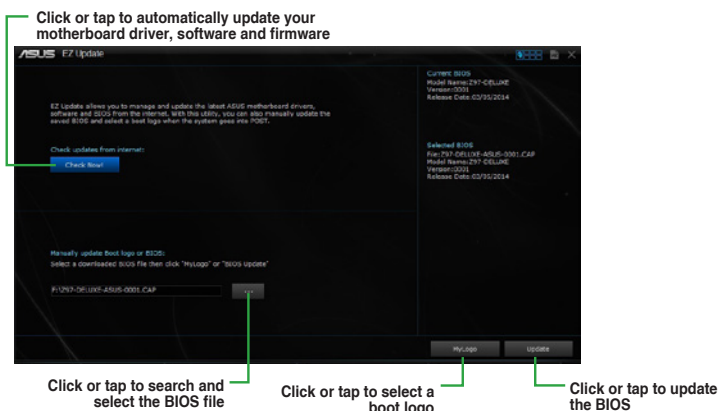 Click or tap to automatically update your
motherboard driver, software and firmware
ASUS EZ Update
Current BIOS
Model Name:Z97-DELUXE
Version:0001
Release Date:03/35/2014
EZ Update allows you to manage and update the latest ASUS motherboard drivers,
software and BIOS from the internet. With this utility, you can also manually update the
saved BIOS and select a boot logo when the system goes into POST.
Check updates from internet:
Check Now!
Selected BIOS
File:Z97-DELUXE-ASUS-0001.CAP
Model Name:Z97-DELUXE
Version:0001
Release Date:03/35/2014
Manually update Boot logo or BIOS:
Select a downloaded BIOS file then click "MyLogo" or "BIOS Update"
F:\Z97-DELUXE-ASUS-0001.CAP
...
MyLogo
Update
Click or tap to search and
select the BIOS file
Click or tap to select a
boot logo
Click or tap to update
the BIOS